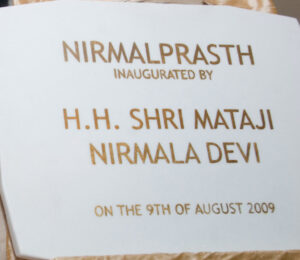 NIRMALPRASTH
INAUGURATED BY
H.H. SHRI MATAJI
NIRMALA DEVI
ON THE 9TH OF AUGUST 2009